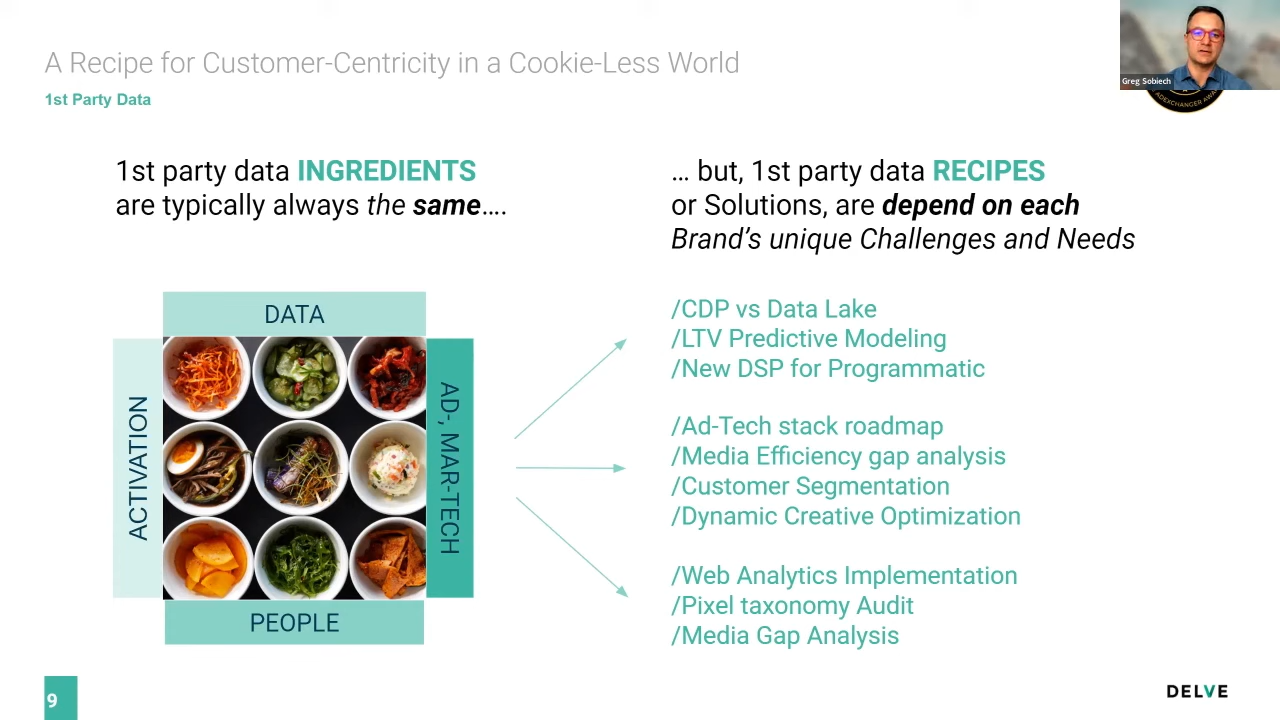 A Recipe for Customer-Centricity in a Cookie-Less World
1st Party Data
Greg Sobiech
ADEXCHANGER AWA
1st party data INGREDIENTS
are typically always the same….
… but, 1st party data RECIPES
or Solutions, are depend on each
Brand’s unique Challenges and Needs
DATA
ACTIVATION
AD-, MAR-TECH
PEOPLE
/CDP vs Data Lake
/LTV Predictive Modeling
/New DSP for Programmatic
/Ad-Tech stack roadmap
/Media Efficiency gap analysis
/Customer Segmentation
/Dynamic Creative Optimization
/Web Analytics Implementation
/Pixel taxonomy Audit
/Media Gap Analysis
9
DELVE